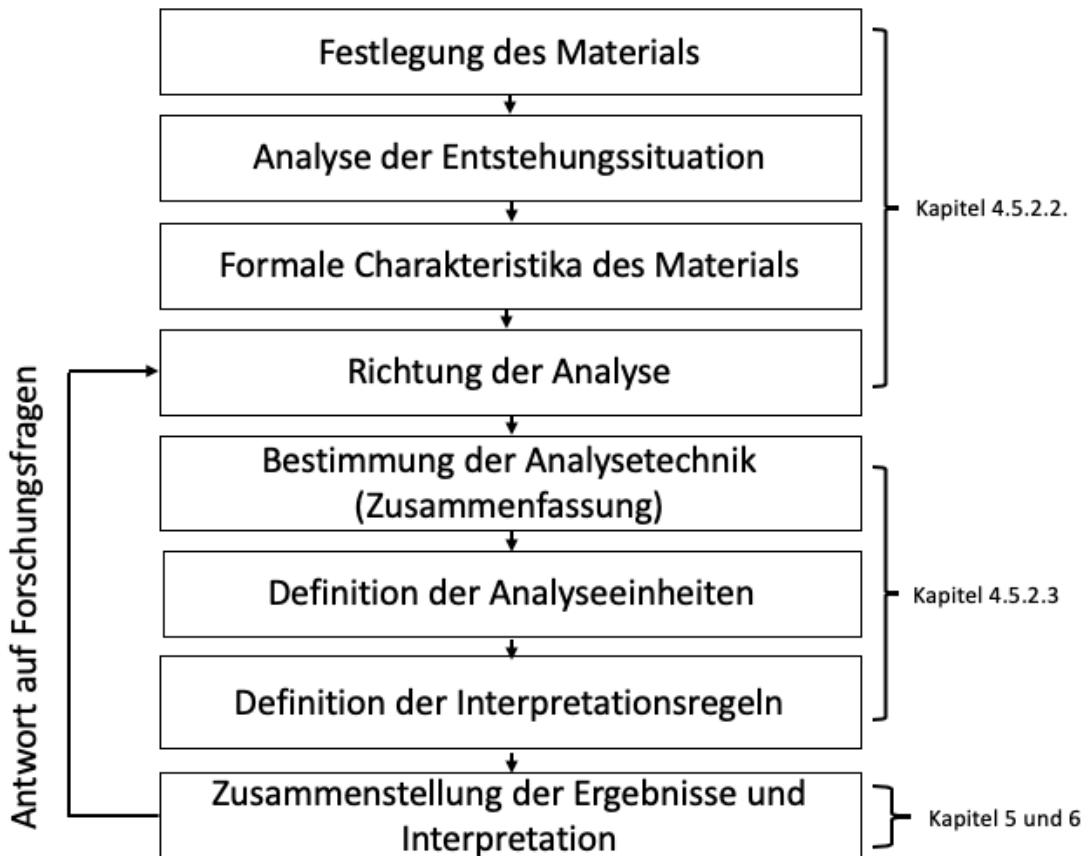 Festlegung des Materials
Analyse der Entstehungssituation
Kapitel 4.5.2.2.
Formale Charakteristika des Materials
Richtung der Analyse
Antwort auf Forschungsfragen
Bestimmung der Analysetechnik
(Zusammenfassung)
Definition der Analyseeinheiten
Kapitel 4.5.2.3
Definition der Interpretationsregeln
Zusammenstellung der Ergebnisse und
Interpretation
Kapitel 5 und 6